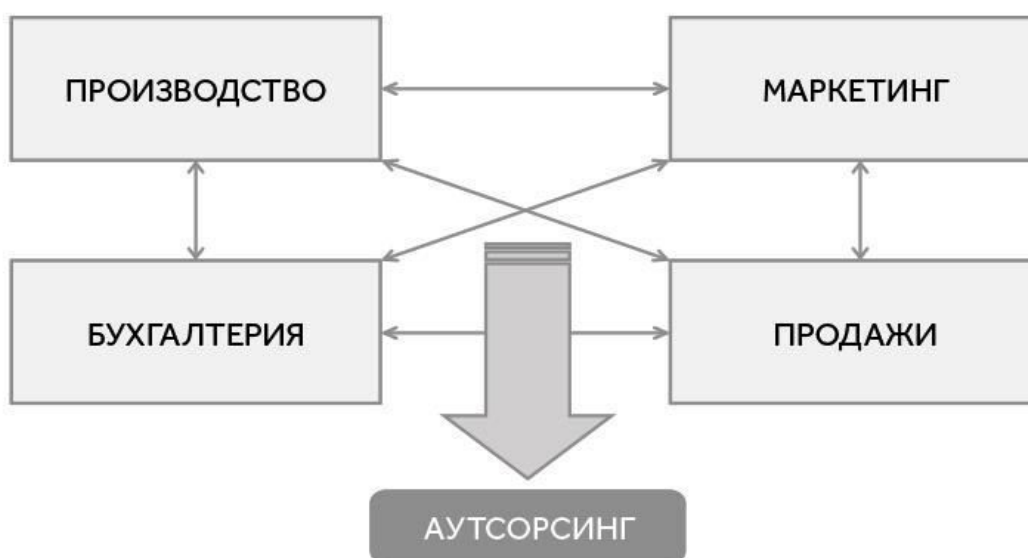 ПРОИЗВОДСТВО
МАРКЕТИНГ
БУХГАЛТЕРИЯ
ПРОДАЖИ
АУТСОРСИНГ